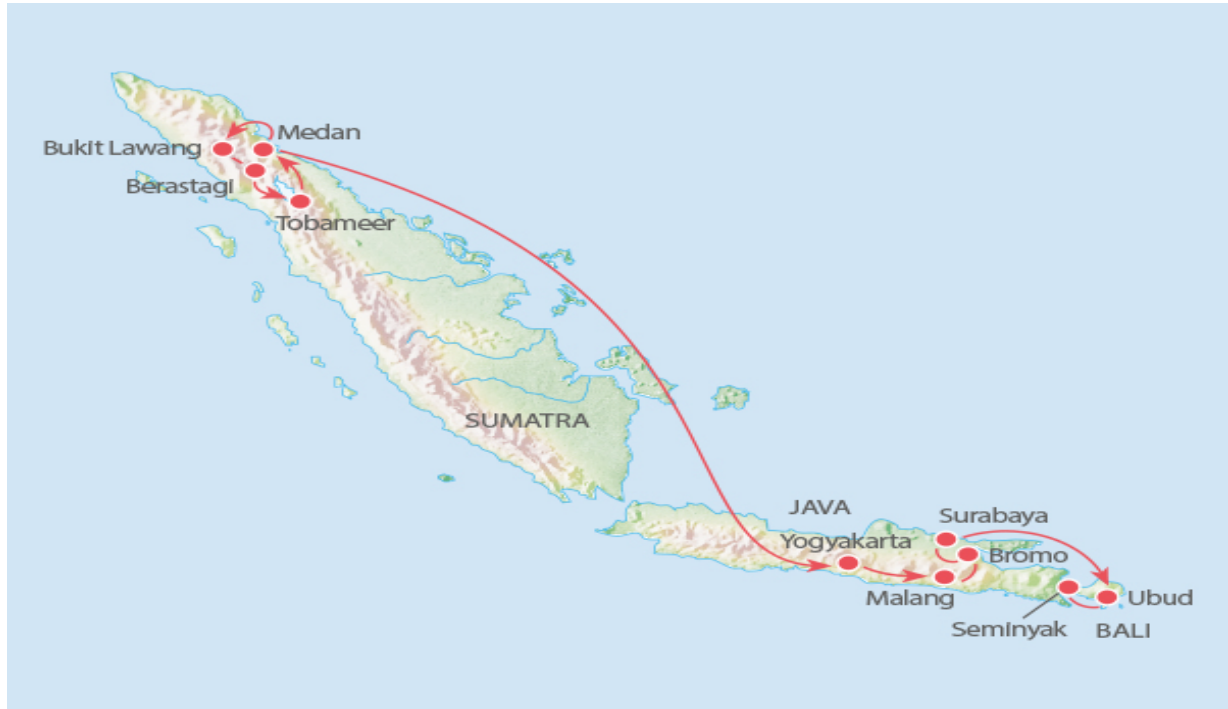 Medan
Bukit Lawang
Berastagi
Tobameer
SUMATRA
JAVA
Surabaya
Yogyakarta
Bromo
Malang
Ubud
Seminyak
BALI